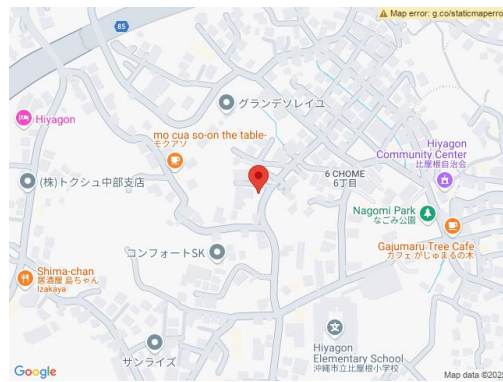 Map error: g.co/staticmaperro
85
グランデソレイユ
Hiyagon
mo cua so-on the table-
モクアソ
Hiyagon
Community Center
比屋根自治会
(株)トクシュ中部支店
6 CHOME
6丁目
Nagomi Park
なごみ公園
コンフォートSK
Gajumaru Tree Cafe
カフェ がじゅまるの木
Shima-chan
居酒屋 島ちゃん
Izakaya
サンライズ
Hiyagon
Elementary School
沖縄市立比屋根小学校
Google
Map data ©202